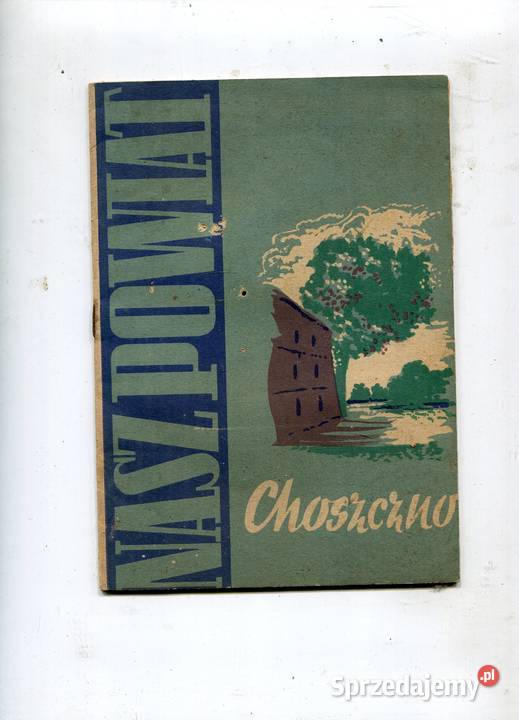 NASZ POWIAT
Choszczno
Sprzedajemy.pl